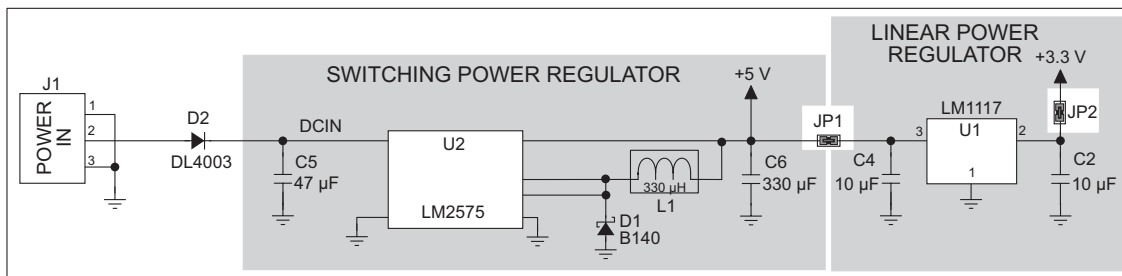 LINEAR POWER
REGULATOR
SWITCHING POWER REGULATOR
+3.3 V
+5 V
J1
POWER
IN
1
2
3
D2
DL4003
DCIN
C5
47 µF
U2
LM2575
330 µH
L1
D1
B140
C6
330 µF
JP1
C4
10 µF
LM1117
U1
3
2
1
JP2
C2
10 µF